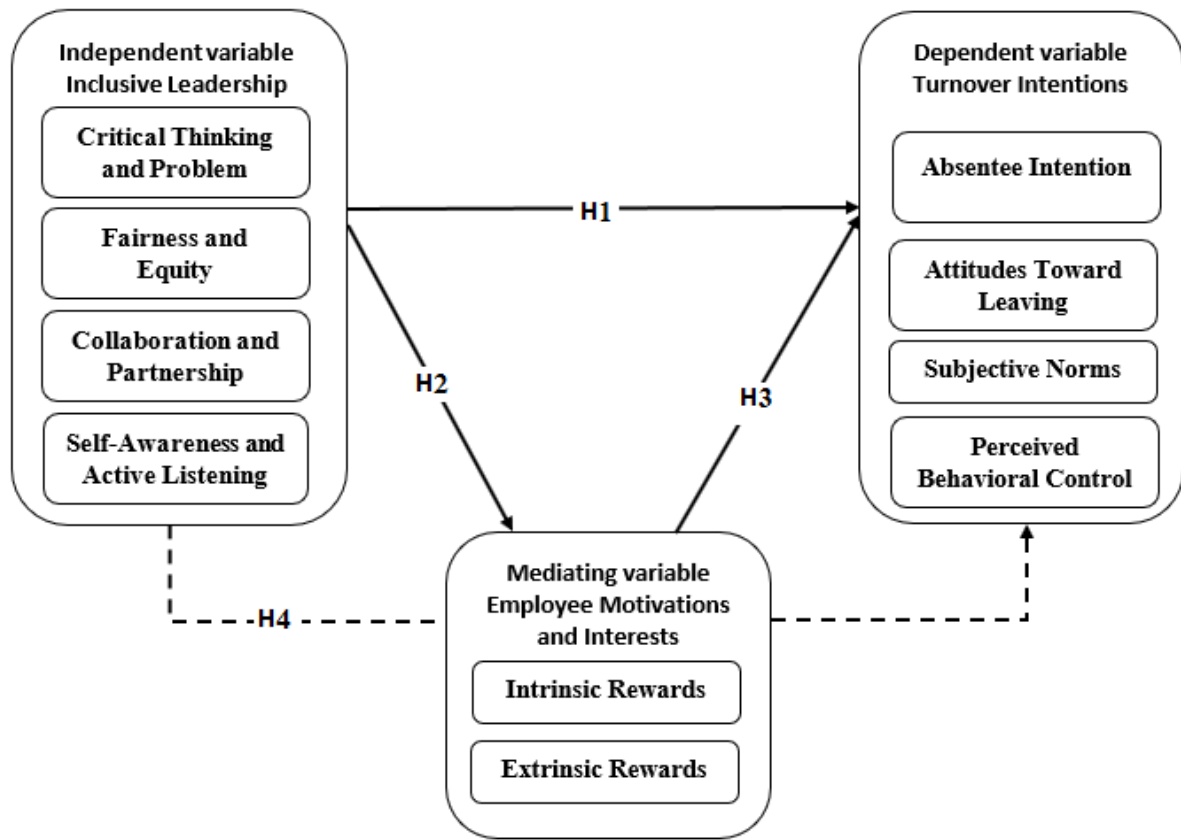 Independent variable
Inclusive Leadership
Critical Thinking
and Problem
Fairness and
Equity
Collaboration and
Partnership
Self-Awareness and
Active Listening
H1
H2
H3
H4
Dependent variable
Turnover Intentions
Absentee Intention
Attitudes Toward
Leaving
Subjective Norms
Perceived
Behavioral Control
Mediating variable
Employee Motivations
and Interests
Intrinsic Rewards
Extrinsic Rewards